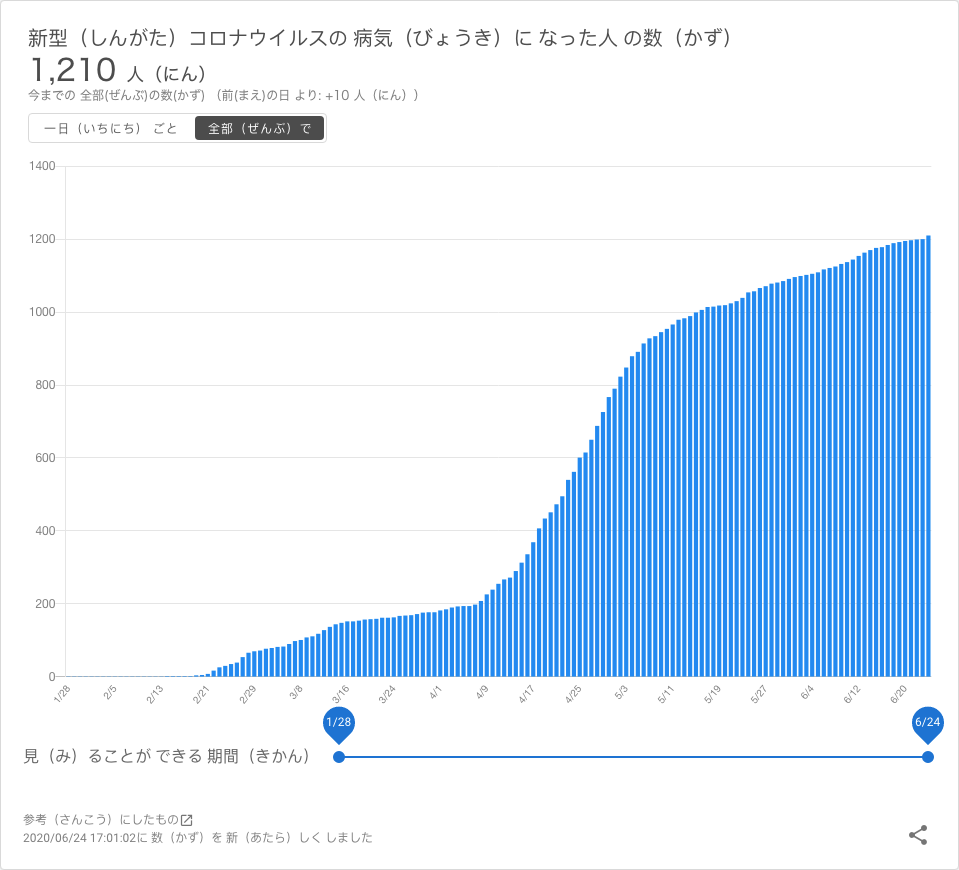 新型（しんがた）コロナウイルスの 病気（びょうき）に なった人 の数（かず）
1,210 人（にん）
今までの 全部(ぜんぶ)の数(かず) （前(まえ)の日 より: +10 人（にん））
一日（いちにち） ごと 全部（ぜんぶ）で
1400
1200
1000
800
600
400
200
0
1/28 2/5 2/13 2/21 2/29 3/8 3/16 3/24 4/1 4/9 4/17 4/25 5/3 5/11 5/19 5/27 6/4 6/12 6/20
1/28 6/24
見（み）ることが できる 期間（きかん）
参考（さんこう）にしたもの
2020/06/24 17:01:02に 数（かず）を 新（あたら）しく しました